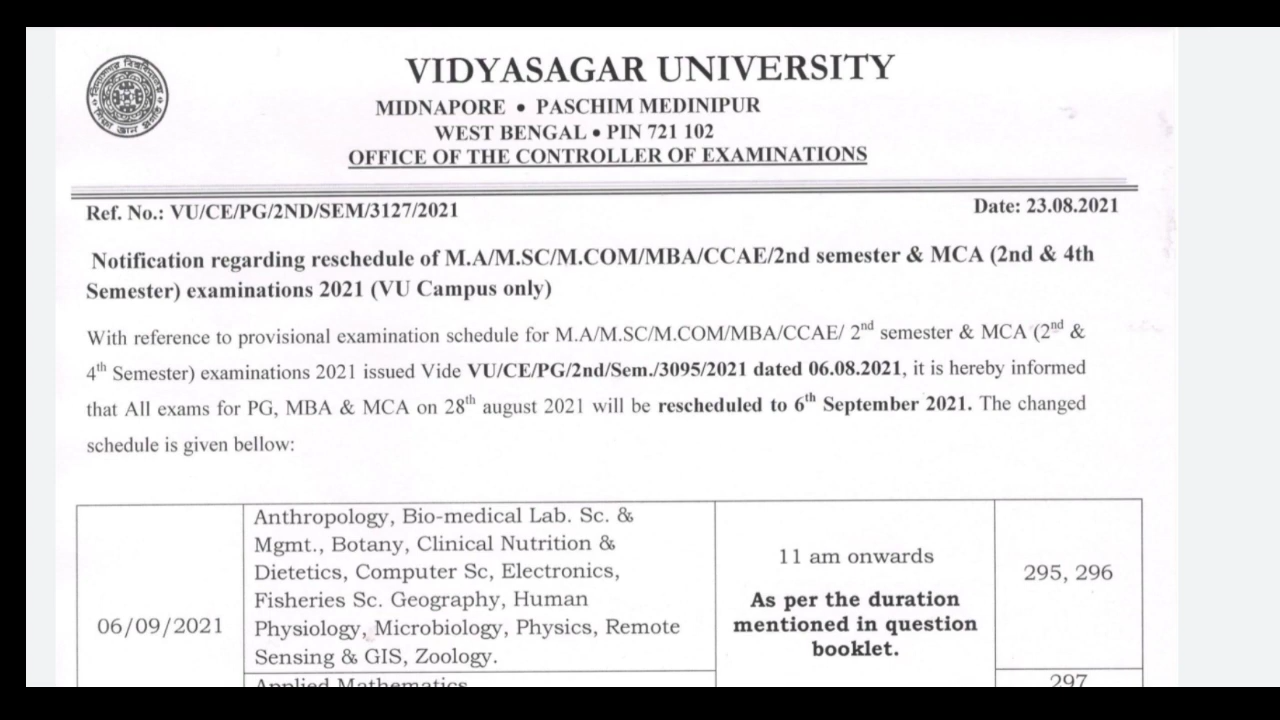 VIDYASAGAR UNIVERSITY
MIDNAPORE • PASCHIM MEDINIPUR
WEST BENGAL • PIN 721 102
OFFICE OF THE CONTROLLER OF EXAMINATIONS
Ref. No.: VU/CE/PG/2ND/SEM/3127/2021
Date: 23.08.2021
Notification regarding reschedule of M.A/M.SC/M.COM/MBA/CCAE/2nd semester & MCA (2nd & 4th
Semester) examinations 2021 (VU Campus only)
With reference to provisional examination schedule for M.A/M.SC/M.COM/MBA/CCAE/ 2nd semester & MCA (2nd &
4th Semester) examinations 2021 issued Vide VU/CE/PG/2nd/Sem./3095/2021 dated 06.08.2021, it is hereby informed
that All exams for PG, MBA & MCA on 28th august 2021 will be rescheduled to 6th September 2021. The changed
schedule is given bellow:
06/09/2021
Anthropology, Bio-medical Lab. Sc. &
Mgmt., Botany, Clinical Nutrition &
Dietetics, Computer Sc, Electronics,
Fisheries Sc. Geography, Human
Physiology, Microbiology, Physics, Remote
Sensing & GIS, Zoology.
11 am onwards
As per the duration
mentioned in question
booklet.
295, 296
Applied Mathematics
297